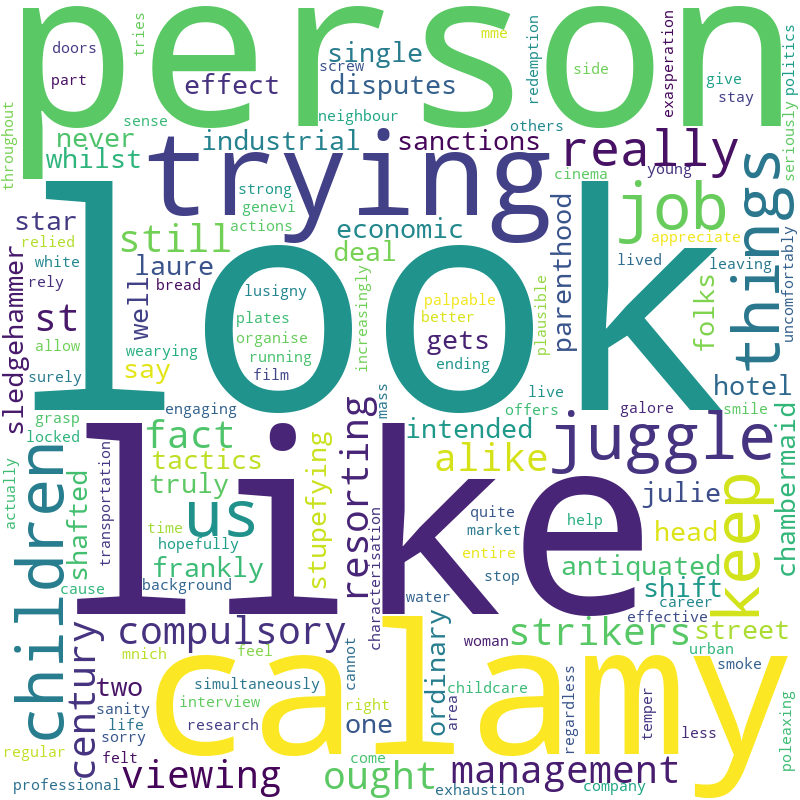 person
mme
tries
doors
part
single
screw
effect
disputes
side
redemption
exasperation
give
stay
politics
seriously
throughout
sense
neighbour
others
never
whilst
industrial
sanctions
trying
really
cinema
young
look
job
things
star
relied
white
rely
still
laure
strong
genevi
actions
economic
deal
parenthood
appreciate
lived
leaving
folks
uncomfortably
sledgehammer
st
well
bread
lusigny
plates
organise
running
film
increasingly
palpable
better
gets
ending
plausible
allow
wearying
surely
say
live
offers
hotel
engaging
mass
galore
smile
grasp
locked
like
fact
tactics
truly
stupefying
resorting
intended
alike
juggle
julie
keep
chambermaid
actually
children
shafted
transportation
us
time
hopefully
frankly
characterisation
quite
market
entire
help
stop
head
antiquated
cause
background
water
shift
career
effective
century
compulsory
calamy
ordinary
woman
strikers
street
urban
mnich
feel
two
simultaneously
cannot
childcare
smoke
sanity
life
sorry
interview
research
right
one
area
regardless
temper
less
poleaxing
regular
felt
professional
viewing
come
ought
management
exhaustion
company